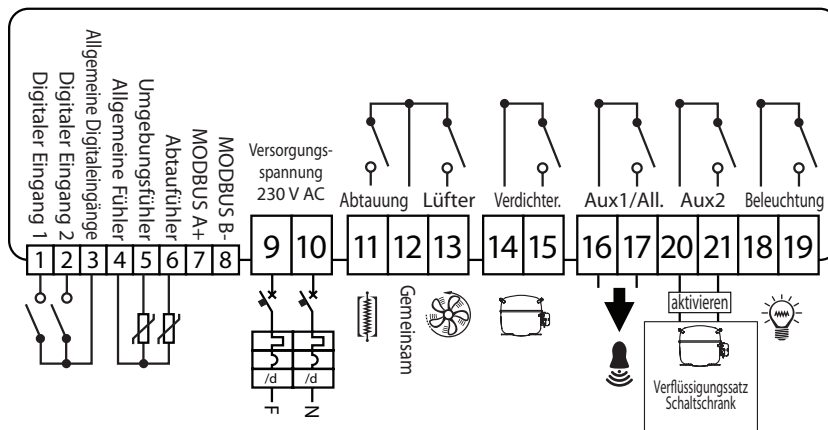 Digitaler Eingang 1
Digitaler Eingang 2
Allgemeine Digitaleingänge
Allgemeine Fühler
Umgebungsfühler
Abtaufühler
MODBUS A+
MODBUS B-
Versorgungs-
spannung
230 V AC
Abtauung
Lüfter
Verdichter.
Aux1/All.
Aux2
Beleuchtung
1 2 3 4 5 6 7 8
9 10
11 12 13
14 15
16 17 20 21 18 19
Gemeinsam
/d /d
F N
aktivieren
Verflüssigungssatz
Schaltschrank